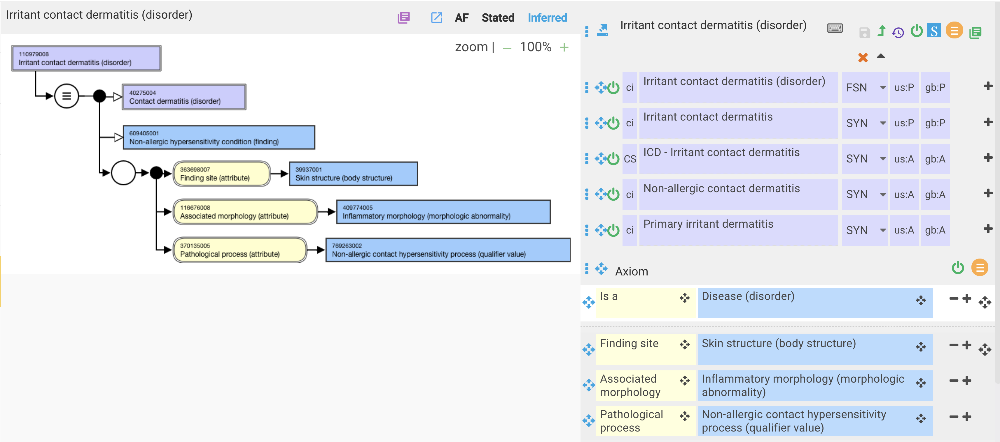 Irritant contact dermatitis (disorder)
AF Stated Inferred
zoom | − 100% +
110979008
Irritant contact dermatitis (disorder)
40275004
Contact dermatitis (disorder)
609405001
Non-allergic hypersensitivity condition (finding)
363698007
Finding site (attribute)
39937001
Skin structure (body structure)
116676008
Associated morphology (attribute)
409774005
Inflammatory morphology (morphologic abnormality)
370135005
Pathological process (attribute)
769263002
Non-allergic contact hypersensitivity process (qualifier value)
Irritant contact dermatitis (disorder)
S
ci Irritant contact dermatitis (disorder) FSN us:P gb:P
ci Irritant contact dermatitis SYN us:P gb:P
CS ICD - Irritant contact dermatitis SYN us:A gb:A
ci Non-allergic contact dermatitis SYN us:A gb:A
ci Primary irritant dermatitis SYN us:A gb:A
Axiom
Is a Disease (disorder)
Finding site Skin structure (body structure)
Associated
morphology
Inflammatory morphology (morphologic
abnormality)
Pathological
process
Non-allergic contact hypersensitivity
process (qualifier value)